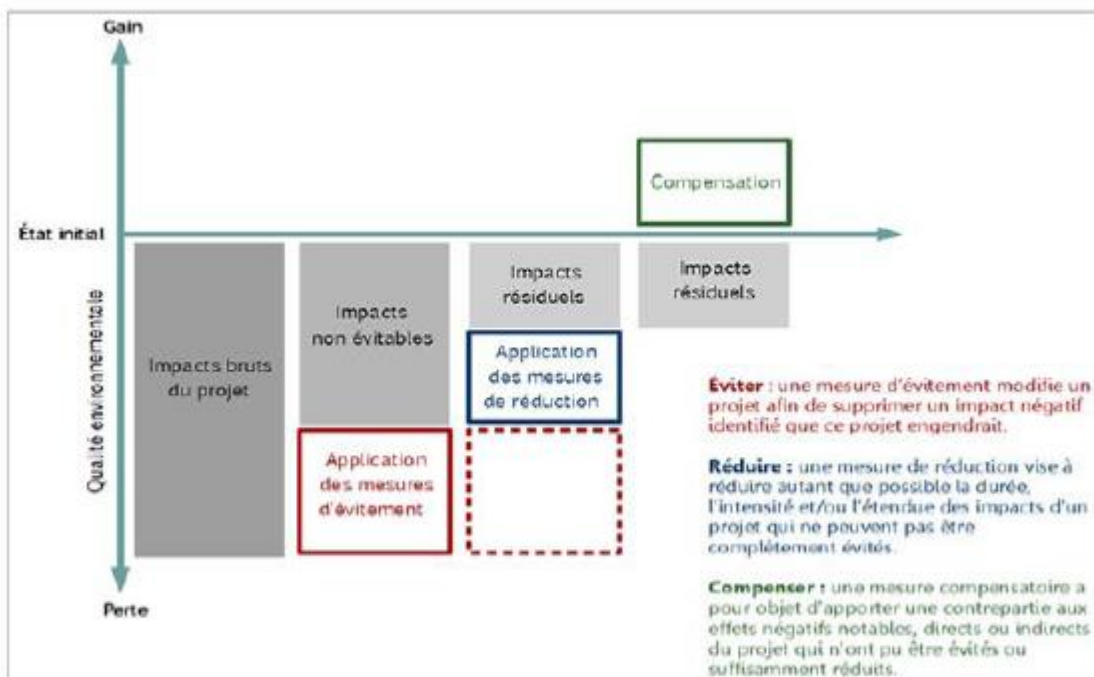 Gain
État initial
Qualité environnementale
Perte
Impacts bruts
du projet
Impacts
non évitables
Application
des mesures
d'évitement
Impacts
résiduels
Application
des mesures
de réduction
Compensation
Impacts
résiduels
Éviter : une mesure d'évitement modifie un
projet afin de supprimer un impact négatif
identifié que ce projet engendrait.
Réduire : une mesure de réduction vise à
réduire autant que possible la durée,
l'intensité et/ou l'étendue des impacts d'un
projet qui ne peuvent pas être
complètement évités.
Compenser : une mesure compensatoire a
pour objet d'apporter une contrepartie aux
effets négatifs notables, directs ou indirects
du projet qui n'ont pu être évités ou
suffisamment réduits.